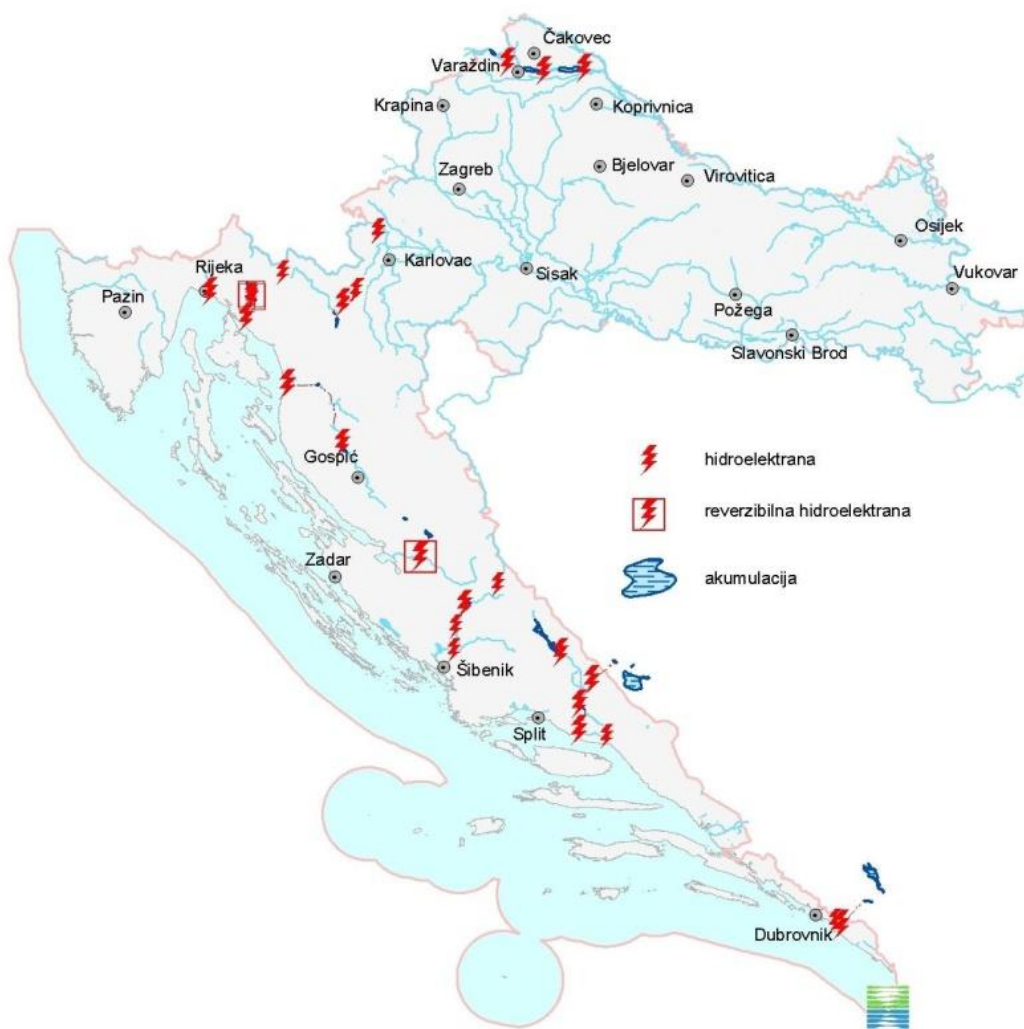 Čakovec
Varaždin
Krapina
Koprivnica
Bjelovar
Zagreb
Virovitica
Osijek
Karlovac
Sisak
Rijeka
Vukovar
Pazin
Požega
Slavonski Brod
Gospić
hidroelektrana
reverzibilna hidroelektrana
Zadar
akumulacija
Šibenik
Split
Dubrovnik